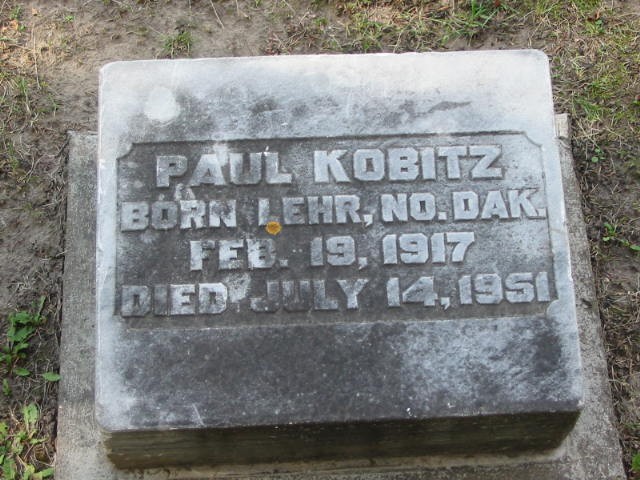 PAUL KOBITZ
BORN LEHR, NO. DAK.
FEB. 19, 1917
DIED JULY 14, 1951